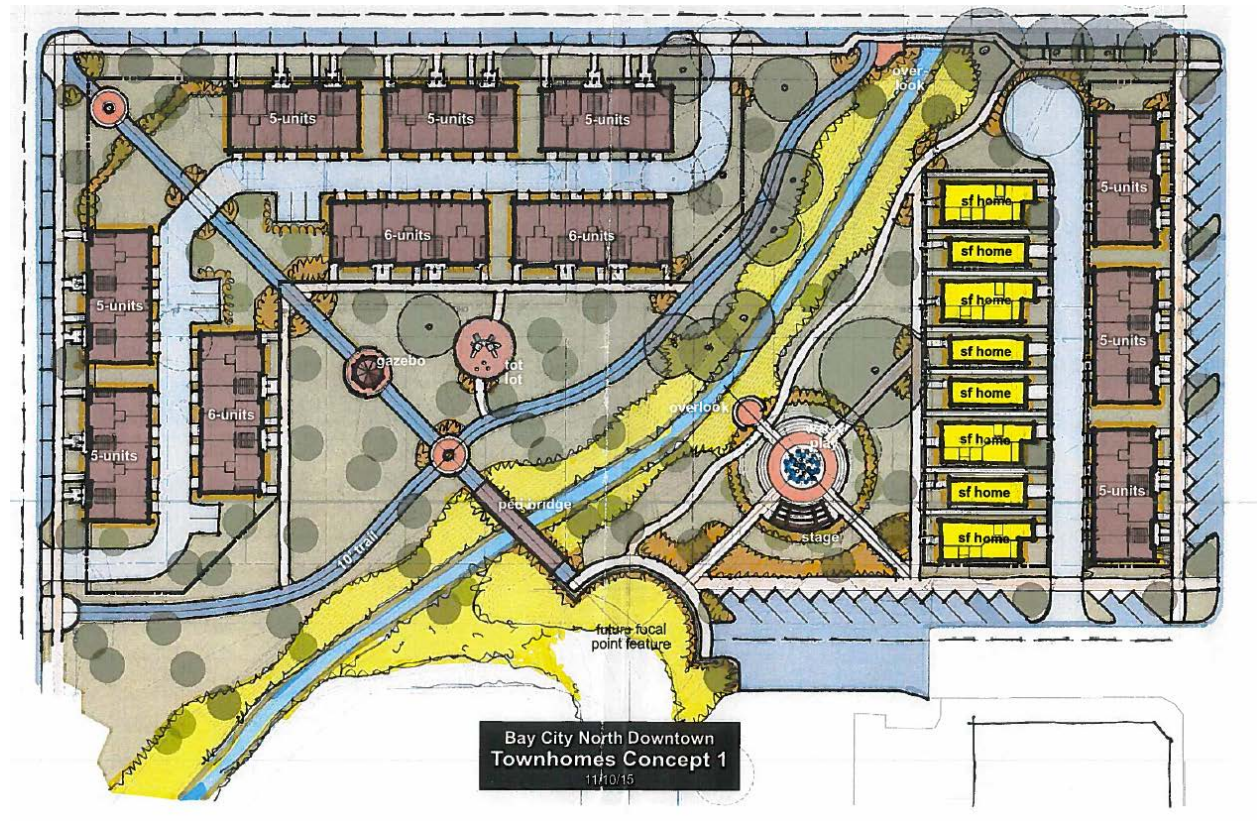 over-
look
5-units
5-units
5-units
5-units
sf home
6-units
6-units
sf home
sf home
5-units
5-units
gazebo
tot
lot
sf home
sf home
overlook
6-units
water
play
sf home
5-units
sf home
5-units
ped bridge
stage
sf home
10' trail
future focal
point feature
Bay City North Downtown
Townhomes Concept 1
11/10/15